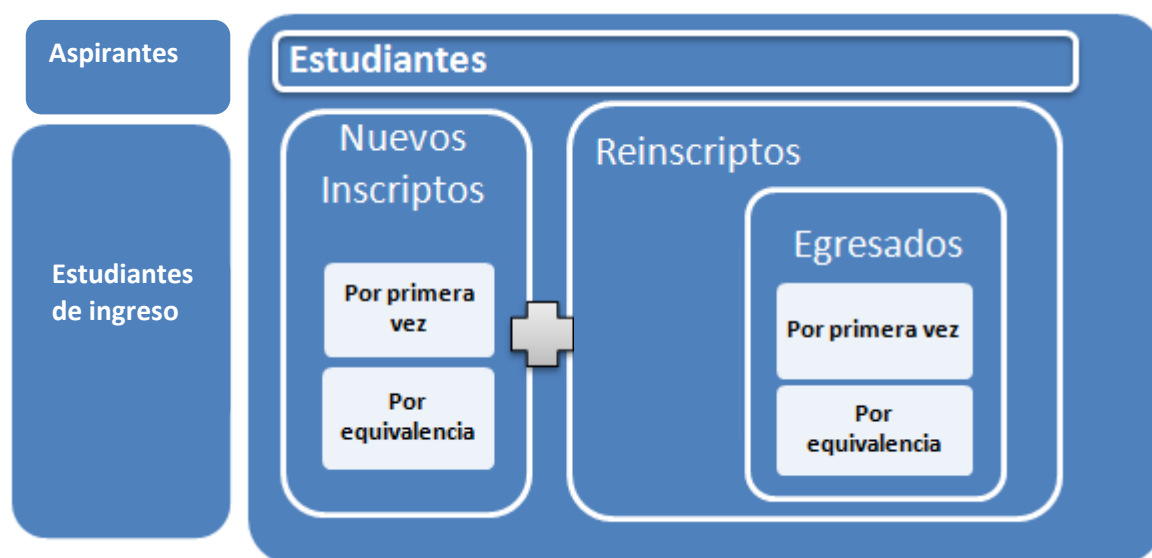 Aspirantes
Estudiantes
de ingreso
Estudiantes
Nuevos
Inscriptos
Por primera
vez
Por
equivalencia
Reinscriptos
Egresados
Por primera vez
Por
equivalencia